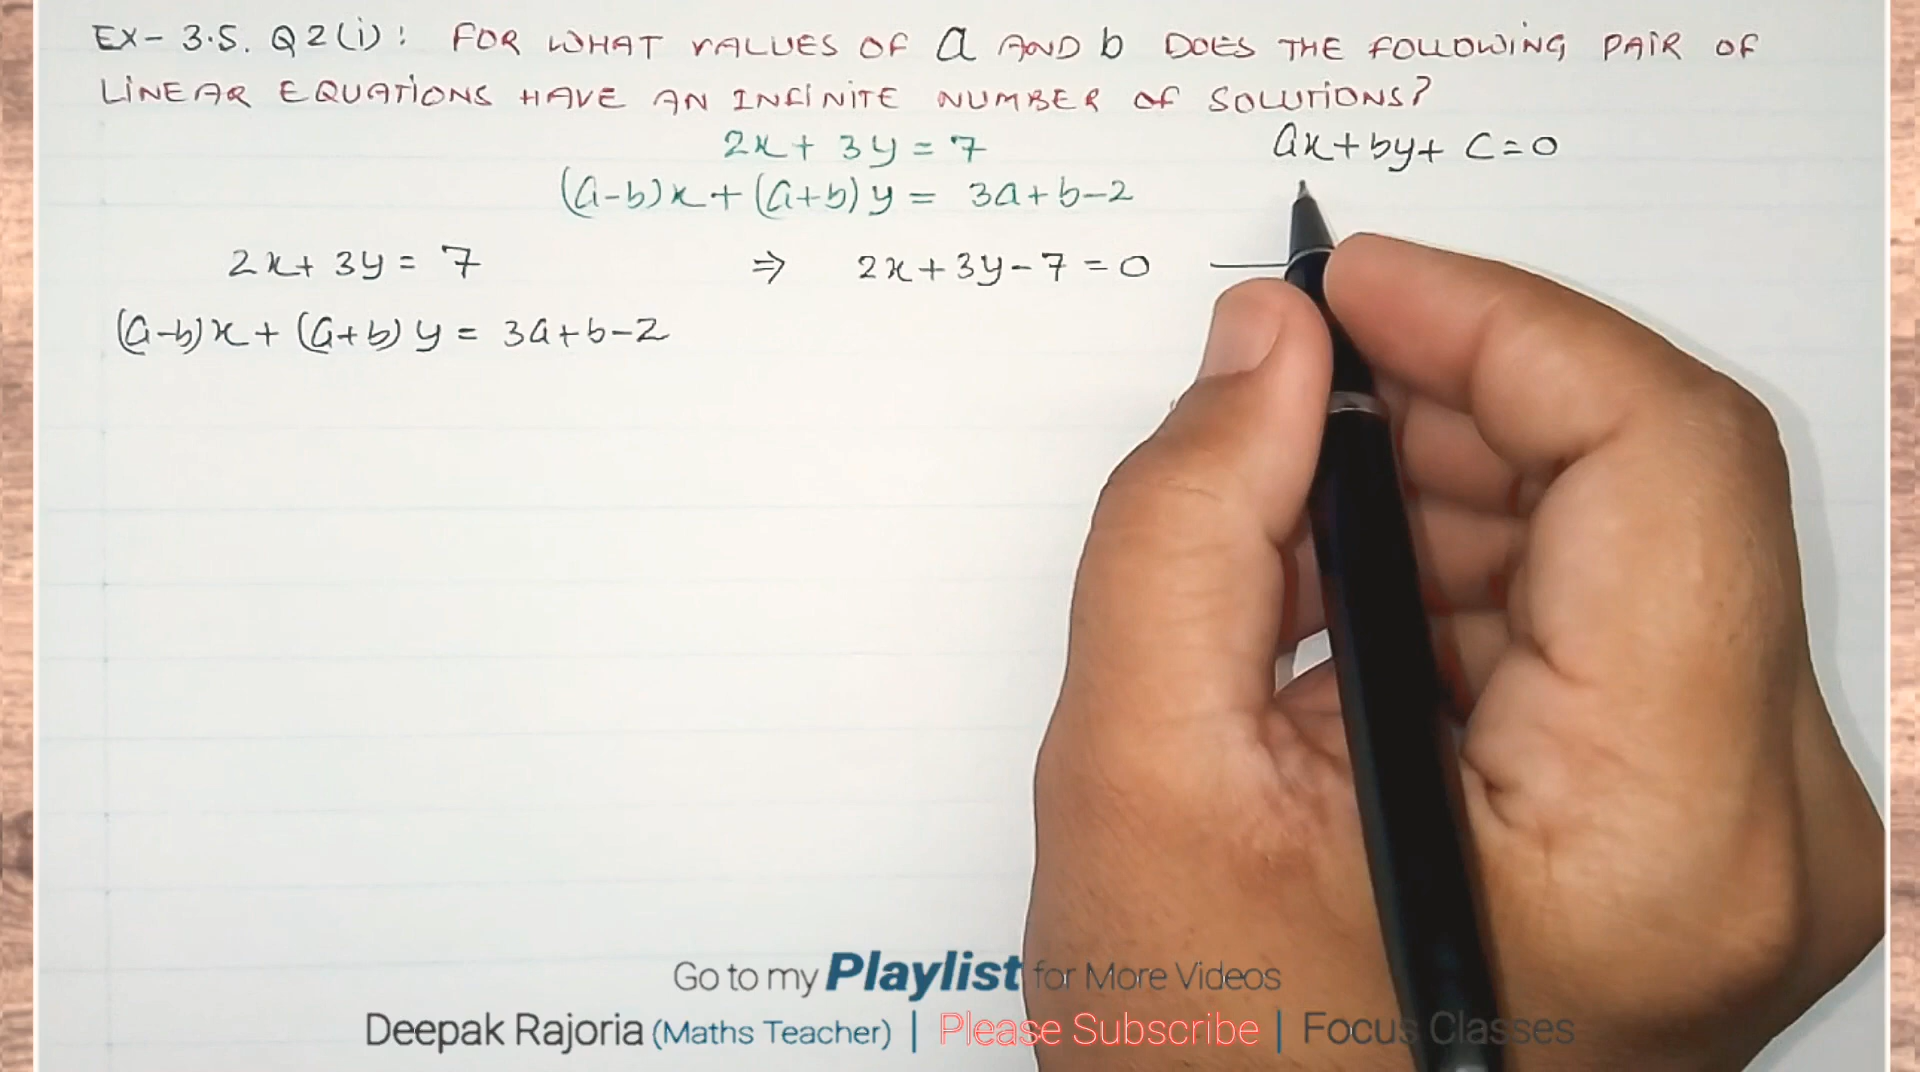 EX- 3.5. Q2(i): FOR WHAT VALUES OF a AND b DOES THE FOLLOWING PAIR OF
LINEAR EQUATIONS HAVE AN INFINITE NUMBER OF SOLUTIONS?
2x + 3y = 7
ax + by + c = 0
(a-b)x + (a+b)y = 3a+b-2
2x + 3y = 7 ⇒ 2x + 3y - 7 = 0
(a-b)x + (a+b)y = 3a+b-2
Go to my Playlist for More Videos
Deepak Rajoria (Maths Teacher) | Please Subscribe | Focus Classes